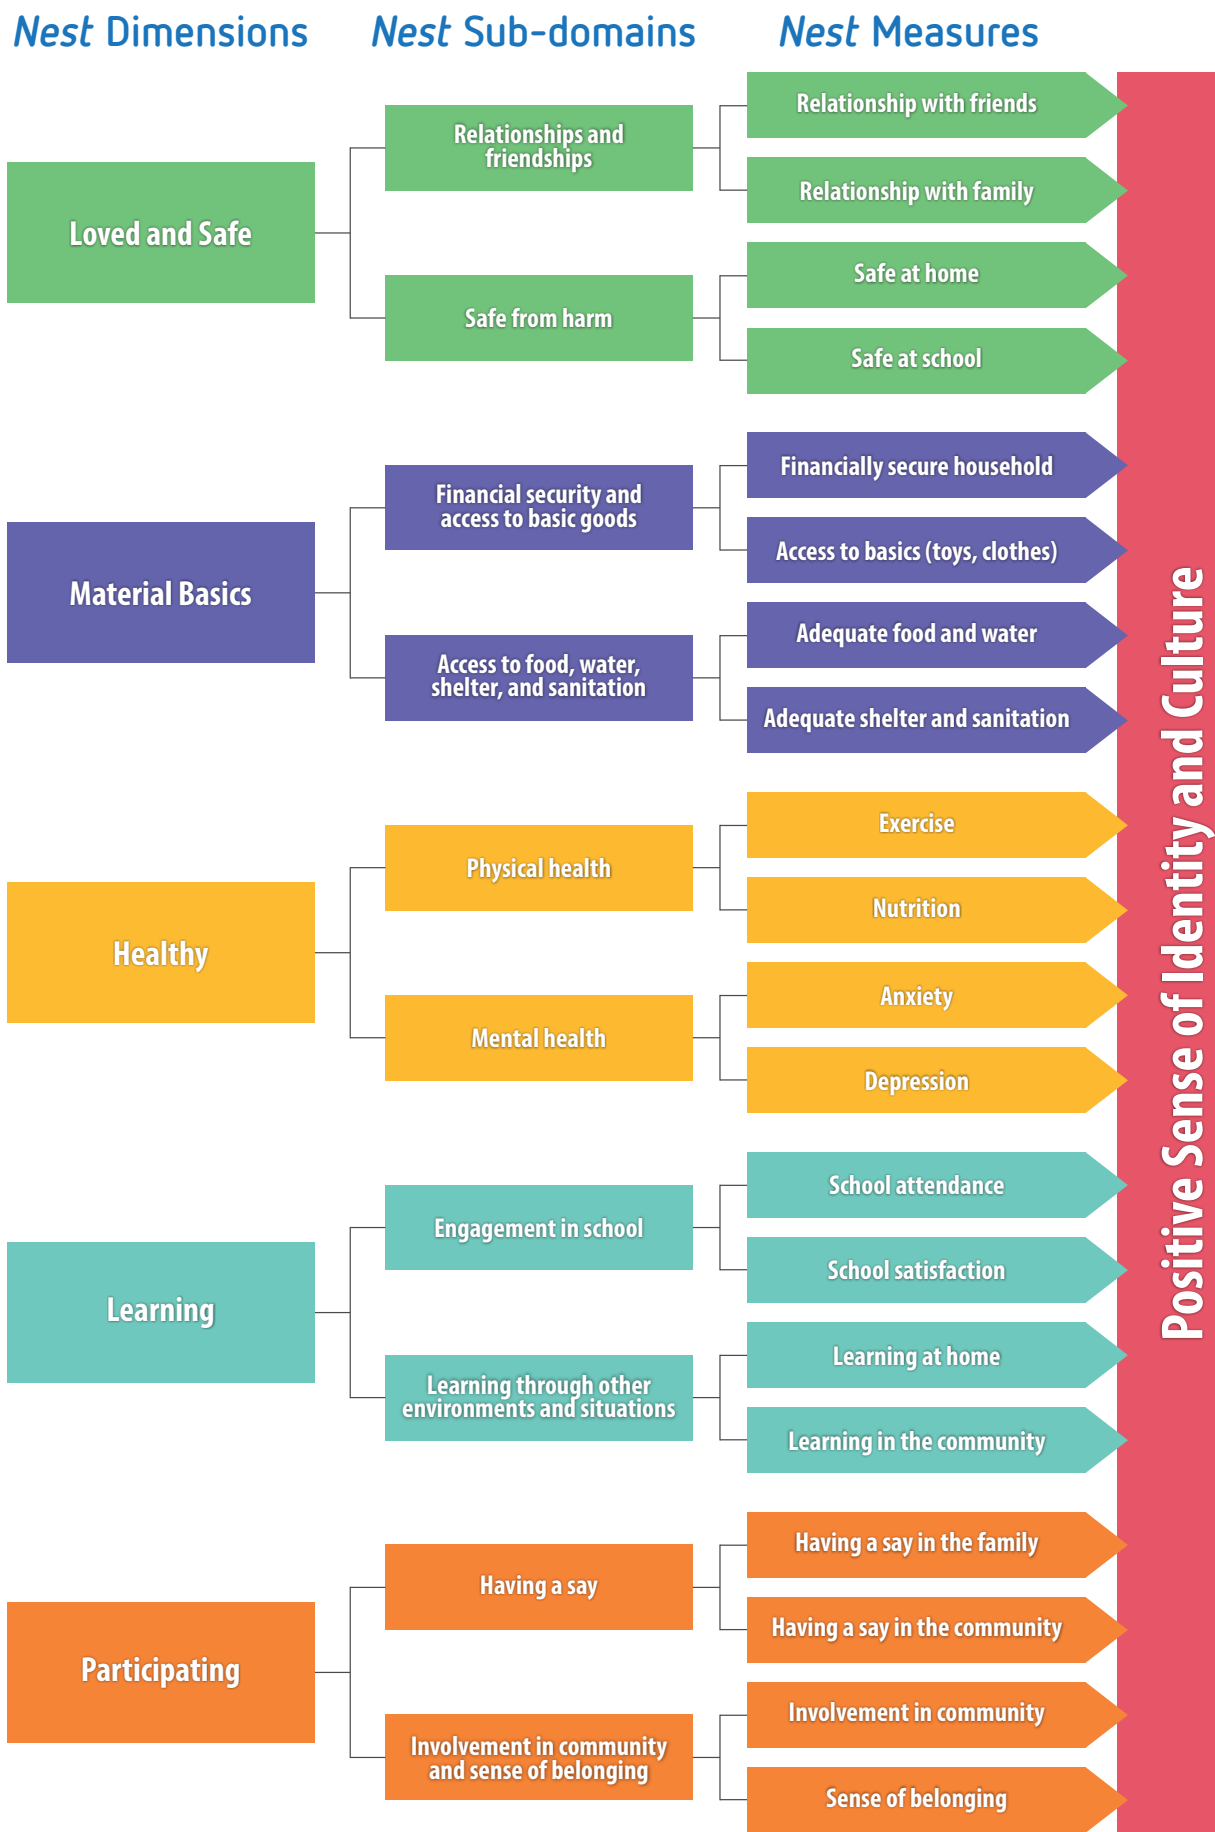 Nest Dimensions
Nest Sub-domains
Nest Measures
Loved and Safe
Relationships and
friendships
Relationship with friends
Relationship with family
Safe from harm
Safe at home
Safe at school
Material Basics
Financial security and
access to basic goods
Financially secure household
Access to basics (toys, clothes)
Access to food, water,
shelter, and sanitation
Adequate food and water
Adequate shelter and sanitation
Healthy
Physical health
Exercise
Nutrition
Mental health
Anxiety
Depression
Learning
Engagement in school
School attendance
School satisfaction
Learning through other
environments and situations
Learning at home
Learning in the community
Participating
Having a say
Having a say in the family
Having a say in the community
Involvement in community
and sense of belonging
Involvement in community
Sense of belonging
Positive Sense of Identity and Culture